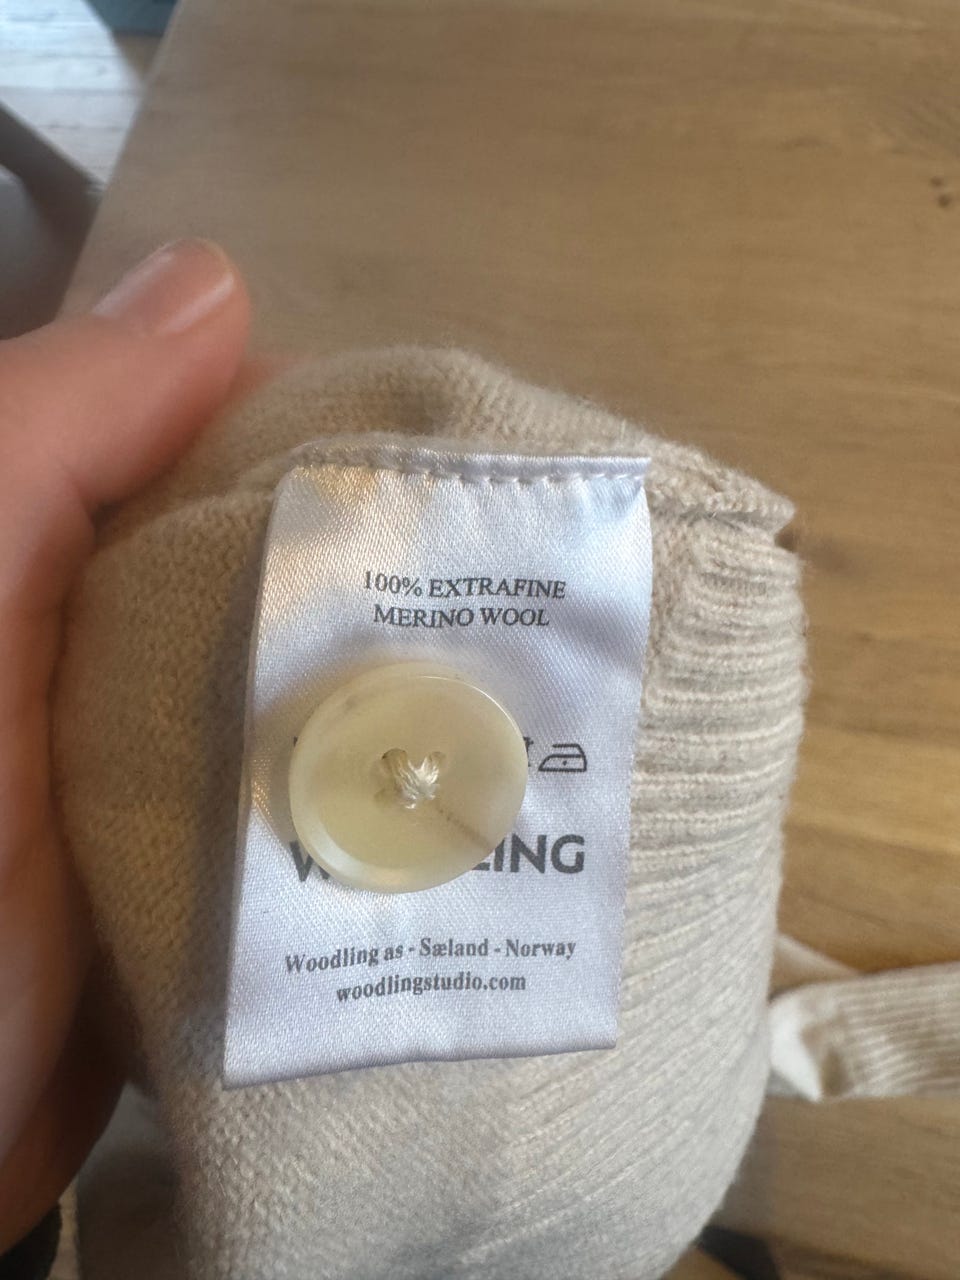 100% EXTRAFINE
MERINO WOOL
Woodling as - Sæland - Norway
woodlingstudio.com